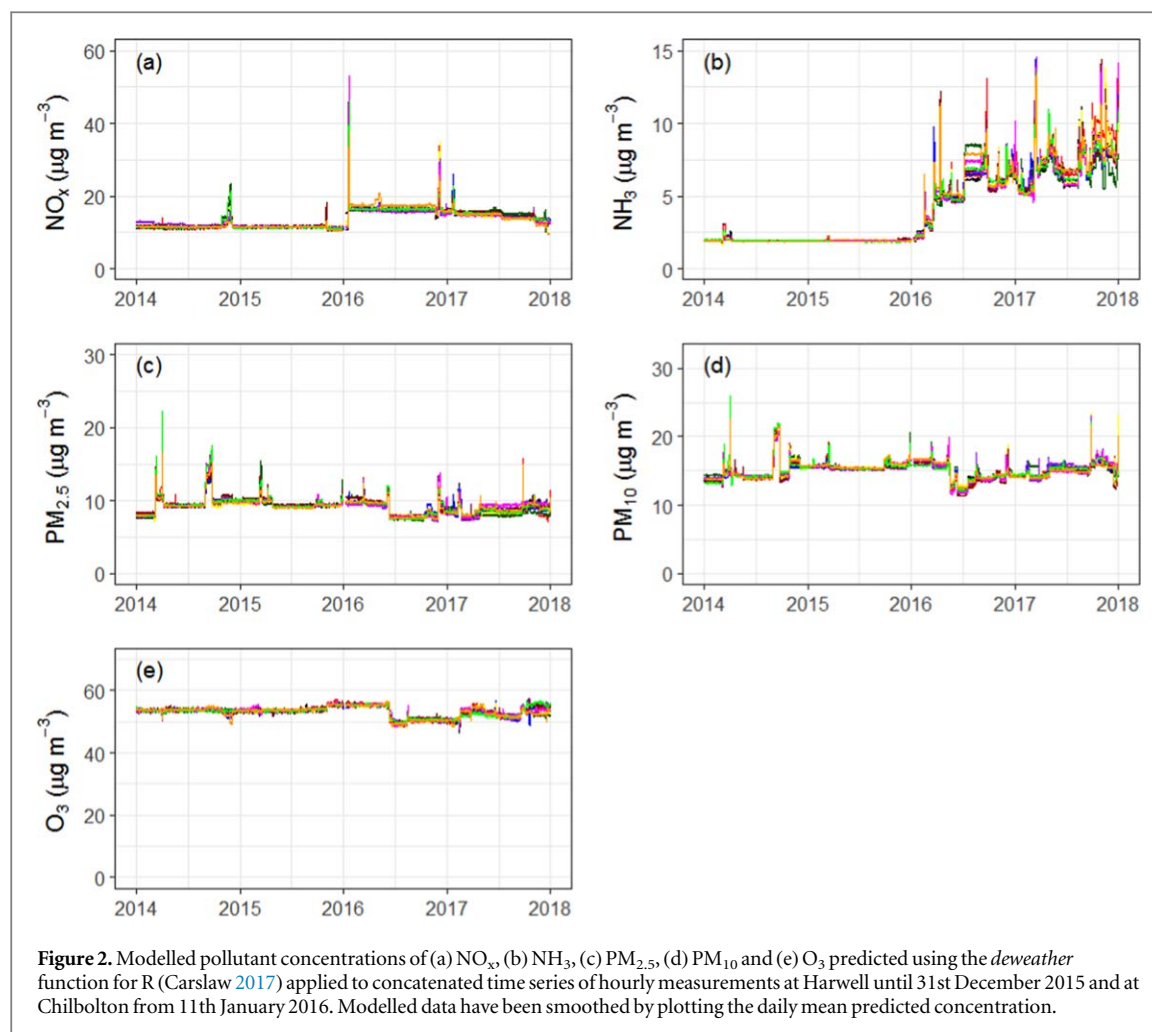 (a)
60
40
20
0
NOx (μg m−3)
2014 2015 2016 2017 2018
(b)
15
10
5
0
NH3 (μg m−3)
2014 2015 2016 2017 2018
(c)
30
20
10
0
PM2.5 (μg m−3)
2014 2015 2016 2017 2018
(d)
30
20
10
0
PM10 (μg m−3)
2014 2015 2016 2017 2018
(e)
60
40
20
0
O3 (μg m−3)
2014 2015 2016 2017 2018
Figure 2. Modelled pollutant concentrations of (a) NOx, (b) NH3, (c) PM2.5, (d) PM10 and (e) O3 predicted using the deweather
function for R (Carslaw 2017) applied to concatenated time series of hourly measurements at Harwell until 31st December 2015 and at
Chilbolton from 11th January 2016. Modelled data have been smoothed by plotting the daily mean predicted concentration.